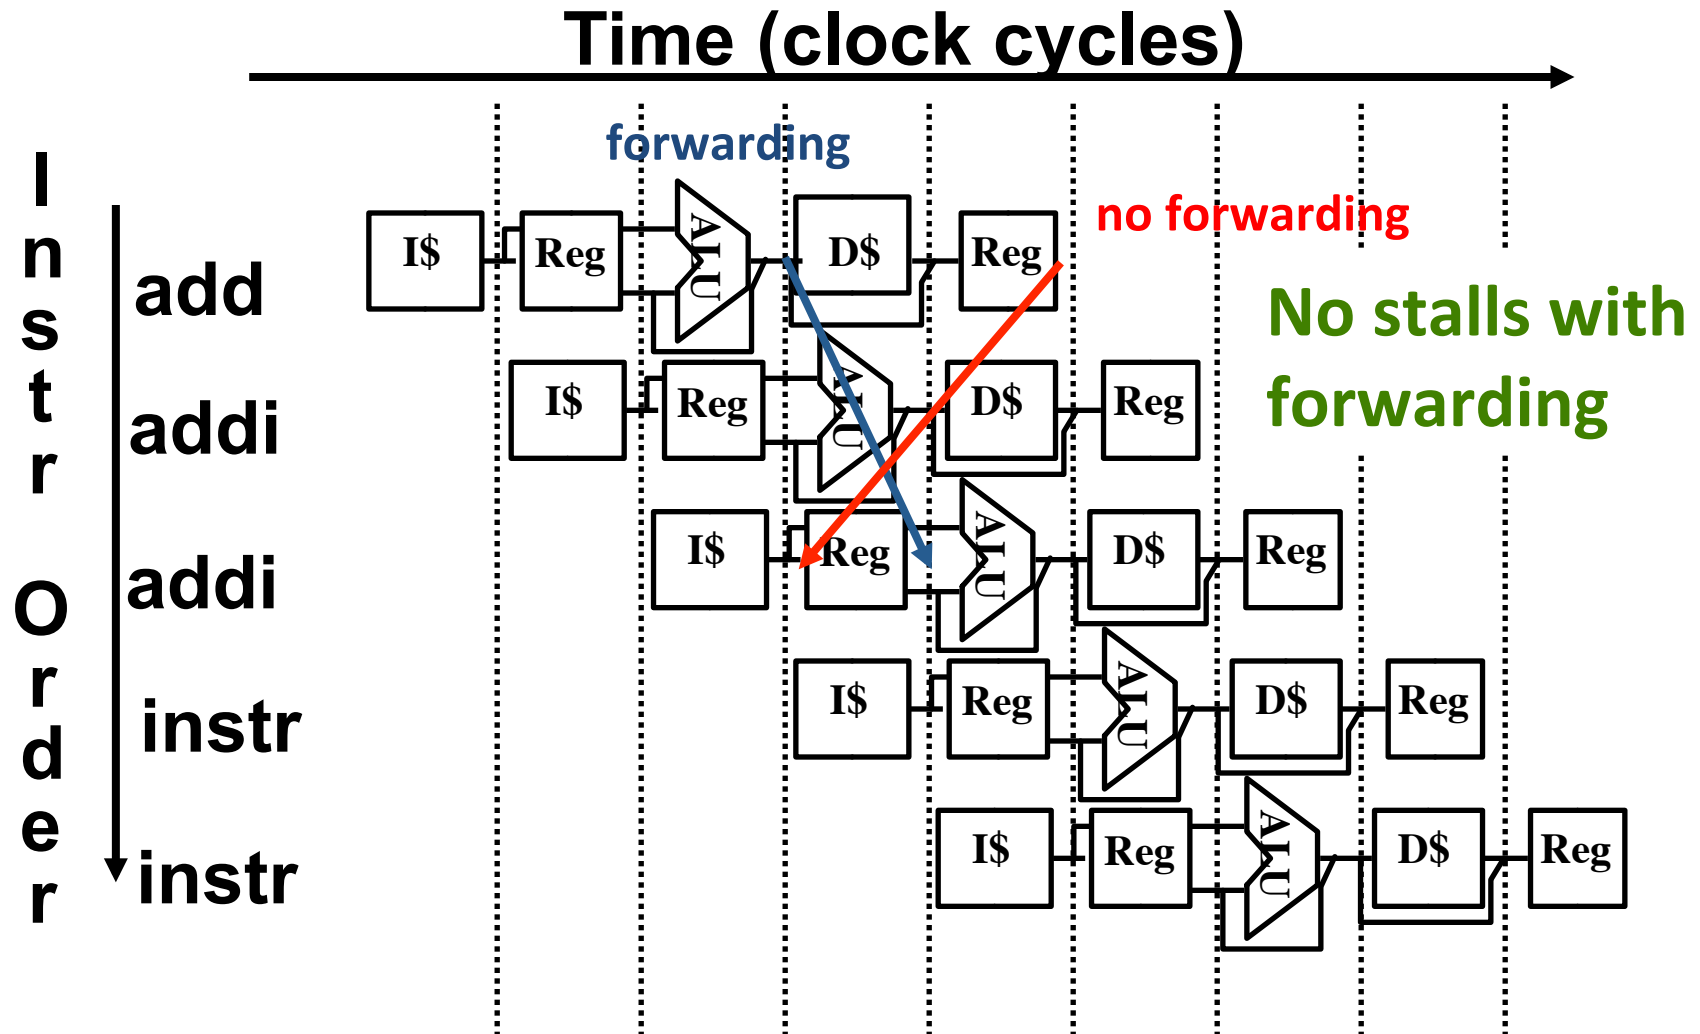 Time (clock cycles)
Instr Order
forwarding
no forwarding
No stalls with
forwarding
add
I$ Reg ALU D$ Reg
addi
I$ Reg ALU D$ Reg
addi
I$ Reg ALU D$ Reg
instr
I$ Reg ALU D$ Reg
instr
I$ Reg ALU D$ Reg